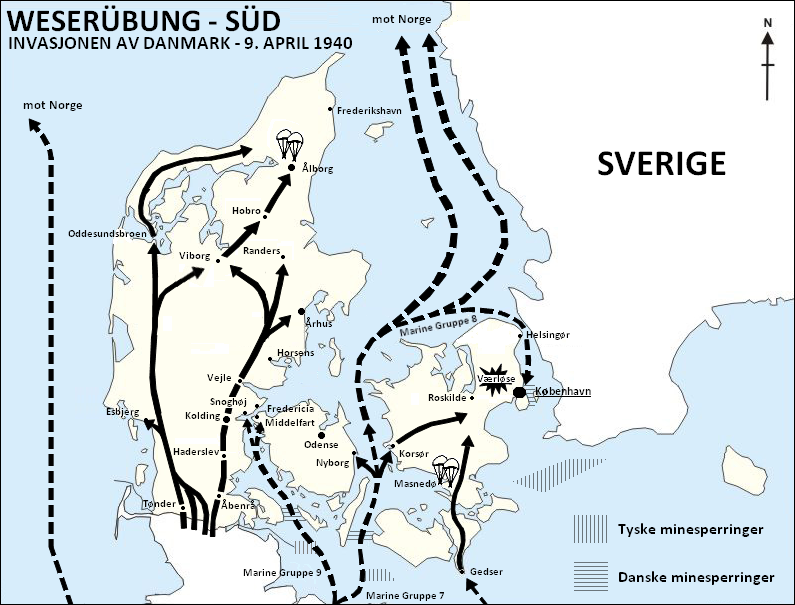 WESERÜBUNG - SÜD
INVASJONEN AV DANMARK - 9. APRIL 1940
mot Norge
N
mot Norge
Frederikshavn
SVERIGE
Ålborg
Hobro
Oddesundsbroen
Viborg
Randers
Århus
Marine Gruppe 8
Helsingør
Horsens
Vejle
Værløse
København
Roskilde
Snoghøj
Fredericia
Esbjerg
Kolding
Middelfart
Odense
Haderslev
Nyborg
Korsør
Masnedø
Tønder
Åbenrå
Tyske minesperringer
Gedser
Marine Gruppe 9
Danske minesperringer
Marine Gruppe 7